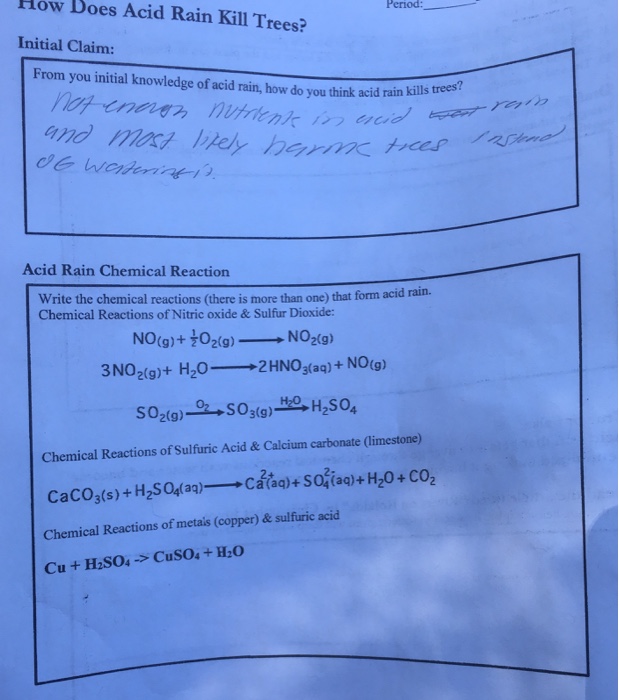 How Does Acid Rain Kill Trees?
Period:
Initial Claim:
From you initial knowledge of acid rain, how do you think acid rain kills trees?
not enough nutrients in acid rain
and most likely harms trees instead
of watering it.
Acid Rain Chemical Reaction
Write the chemical reactions (there is more than one) that form acid rain.
Chemical Reactions of Nitric oxide & Sulfur Dioxide:
NO(g) + ½O₂(g) ⟶ NO₂(g)
3NO₂(g) + H₂O ⟶ 2HNO₃(aq) + NO(g)
SO₂(g) —O₂→ SO₃(g) —H₂O→ H₂SO₄
Chemical Reactions of Sulfuric Acid & Calcium carbonate (limestone)
CaCO₃(s) + H₂SO₄(aq) ⟶ Ca²⁺(aq) + SO₄²⁻(aq) + H₂O + CO₂
Chemical Reactions of metals (copper) & sulfuric acid
Cu + H₂SO₄ -> CuSO₄ + H₂O